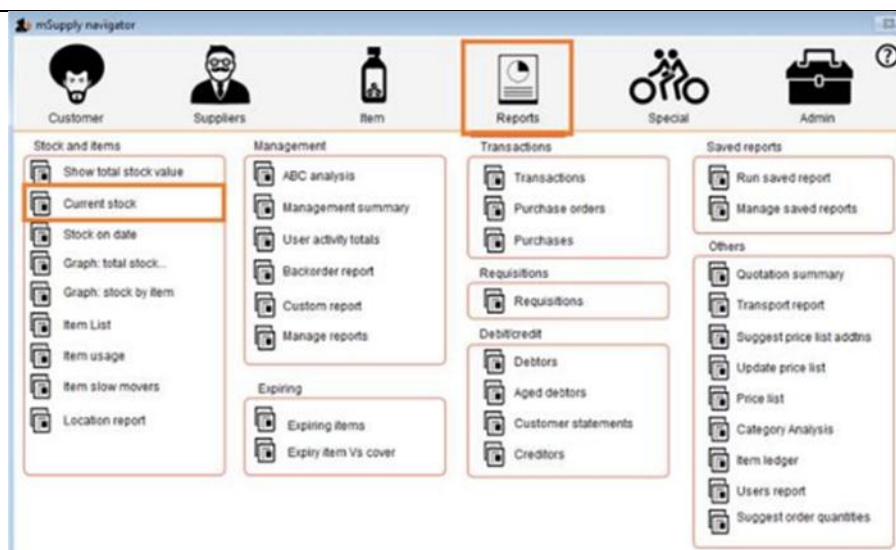 mSupply navigator
?
Customer
Suppliers
Item
Reports
Special
Admin
Stock and items
Show total stock value
Current stock
Stock on date
Graph: total stock...
Graph: stock by item
Item List
Item usage
Item slow movers
Location report
Management
ABC analysis
Management summary
User activity totals
Backorder report
Custom report
Manage reports
Expiring
Expiring items
Expiry item Vs cover
Transactions
Transactions
Purchase orders
Purchases
Requisitions
Requisitions
Debit/credit
Debtors
Aged debtors
Customer statements
Creditors
Saved reports
Run saved report
Manage saved reports
Others
Quotation summary
Transport report
Suggest price list addtns
Update price list
Price list
Category Analysis
Item ledger
Users report
Suggest order quantities